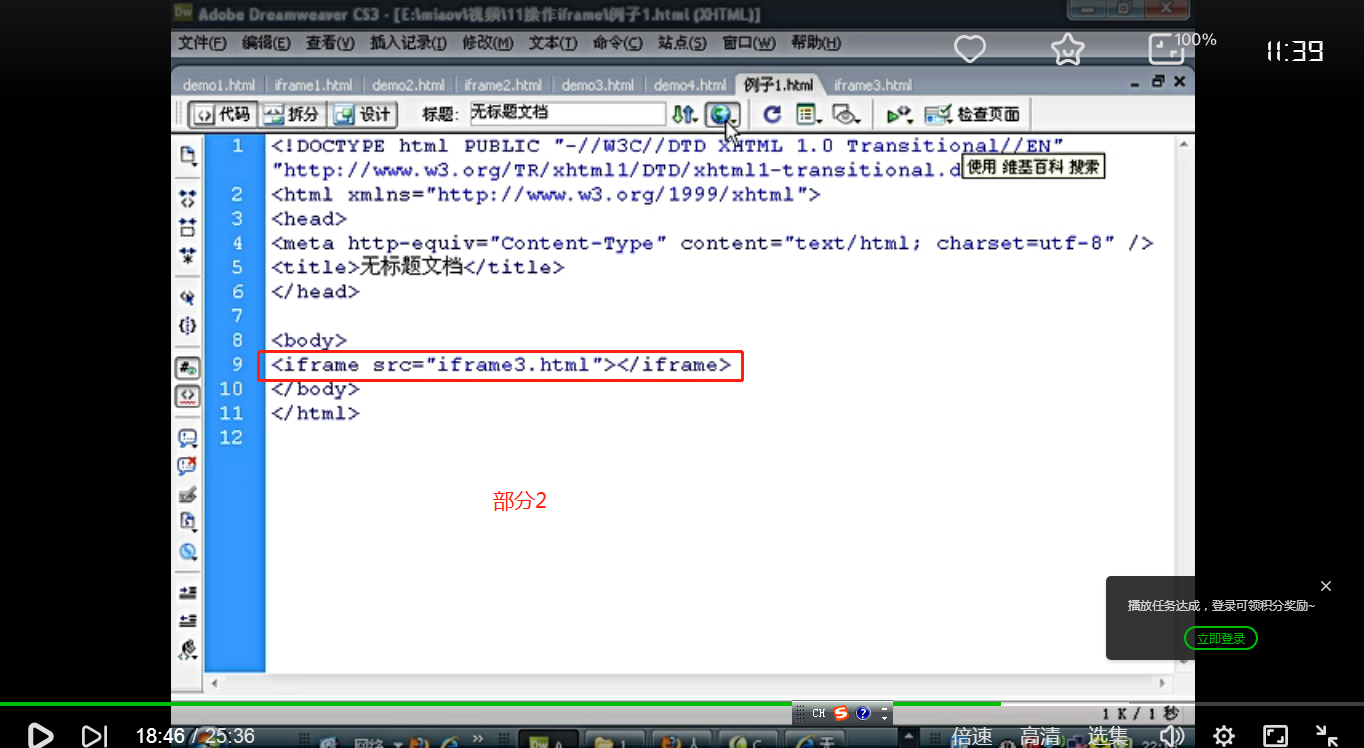 Adobe Dreamweaver CS3 - [E:\miaov\视频\11操作iframe\例子1.html (XHTML)]
文件(F) 编辑(E) 查看(V) 插入记录(I) 修改(M) 文本(T) 命令(C) 站点(S) 窗口(W) 帮助(H)
100%
11:39
demo1.html iframe1.html demo2.html iframe2.html demo3.html demo4.html 例子1.html iframe3.html
代码 拆分 设计 标题: 无标题文档 检查页面
1 <!DOCTYPE html PUBLIC "-//W3C//DTD XHTML 1.0 Transitional//EN"
"http://www.w3.org/TR/xhtml1/DTD/xhtml1-transitional.d
使用 维基百科 搜索
2 <html xmlns="http://www.w3.org/1999/xhtml">
3 <head>
4 <meta http-equiv="Content-Type" content="text/html; charset=utf-8" />
5 <title>无标题文档</title>
6 </head>
7
8 <body>
9 <iframe src="iframe3.html"></iframe>
10 </body>
11 </html>
12
部分2
播放任务达成，登录可领积分奖励~
立即登录
CH
1 K / 1 秒
18:46 / 25:36
倍速 高清 选集